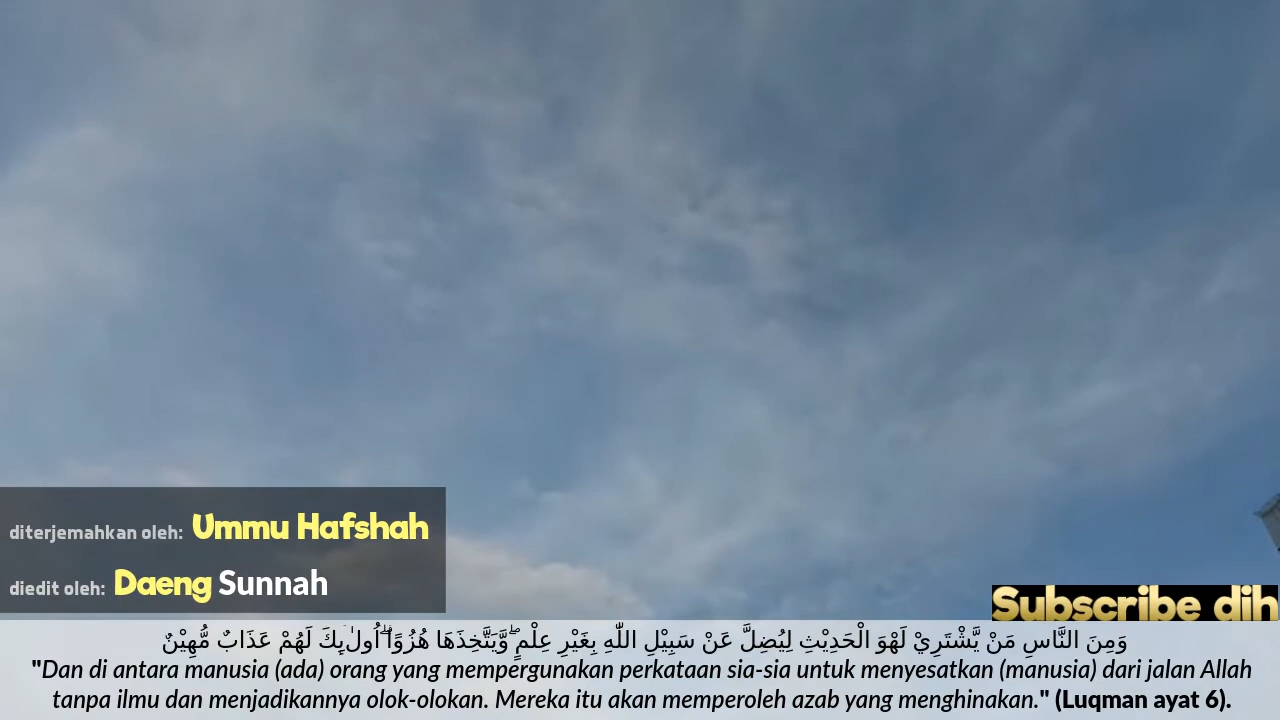 diterjemahkan oleh: Ummu Hafshah
diedit oleh: Daeng Sunnah
Subscribe dih
وَمِنَ النَّاسِ مَنْ يَّشْتَرِيْ لَهْوَ الْحَدِيْثِ لِيُضِلَّ عَنْ سَبِيْلِ اللّٰهِ بِغَيْرِ عِلْمٍۖ وَّيَتَّخِذَهَا هُزُوًاۗ اُولٰۤىِٕكَ لَهُمْ عَذَابٌ مُّهِيْنٌ
"Dan di antara manusia (ada) orang yang mempergunakan perkataan sia-sia untuk menyesatkan (manusia) dari jalan Allah
tanpa ilmu dan menjadikannya olok-olokan. Mereka itu akan memperoleh azab yang menghinakan." (Luqman ayat 6).